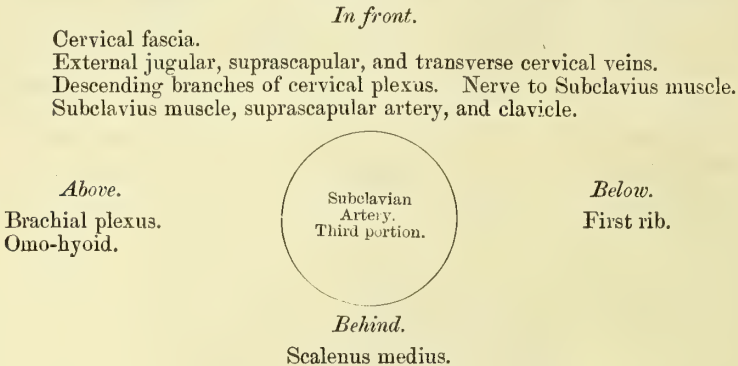 In front.
Cervical fascia.
External jugular, suprascapular, and transverse cervical veins.
Descending branches of cervical plexus. Nerve to Subclavius muscle.
Subclavius muscle, suprascapular artery, and clavicle.
Above.
Brachial plexus.
Omo-hyoid.
Subclavian
Artery.
Third portion.
Below.
First rib.
Behind.
Scalenus medius.